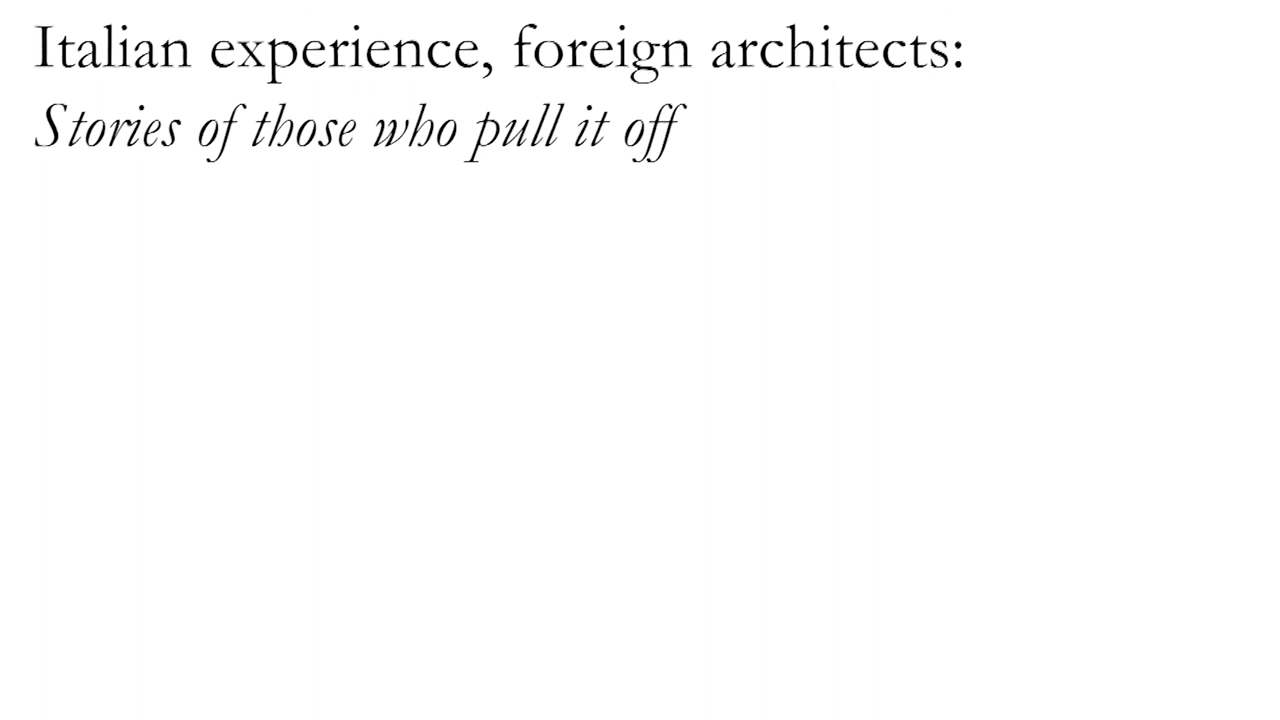 Italian experience, foreign architects:
Stories of those who pull it off